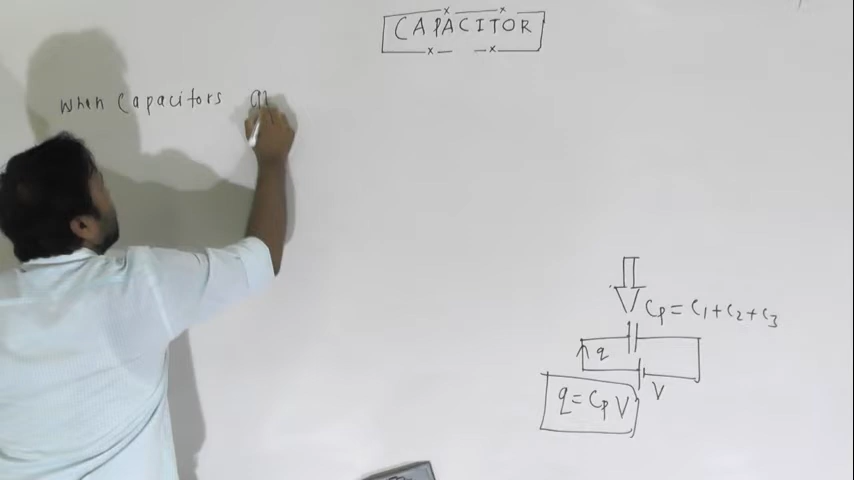 CAPACITOR
When Capacitors
Cp = C1+C2+C3
q
V
q = Cp V